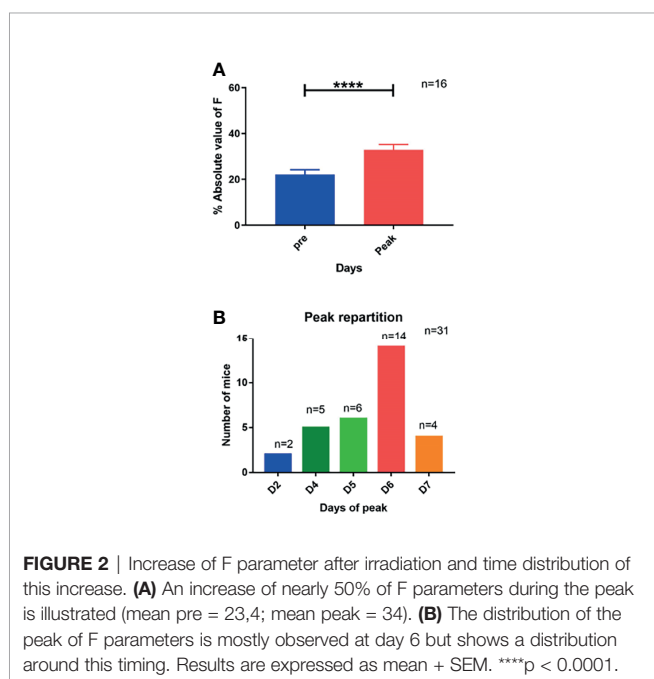 A
****
n=16
60
40
20
0
% Absolute value of F
pre
Peak
Days
B
Peak repartition
n=14
n=31
15
10
5
0
Number of mice
n=2
n=5
n=6
n=4
D2
D4
D5
D6
D7
Days of peak
FIGURE 2 | Increase of F parameter after irradiation and time distribution of
this increase. (A) An increase of nearly 50% of F parameters during the peak
is illustrated (mean pre = 23,4; mean peak = 34). (B) The distribution of the
peak of F parameters is mostly observed at day 6 but shows a distribution
around this timing. Results are expressed as mean + SEM. ****p < 0.0001.